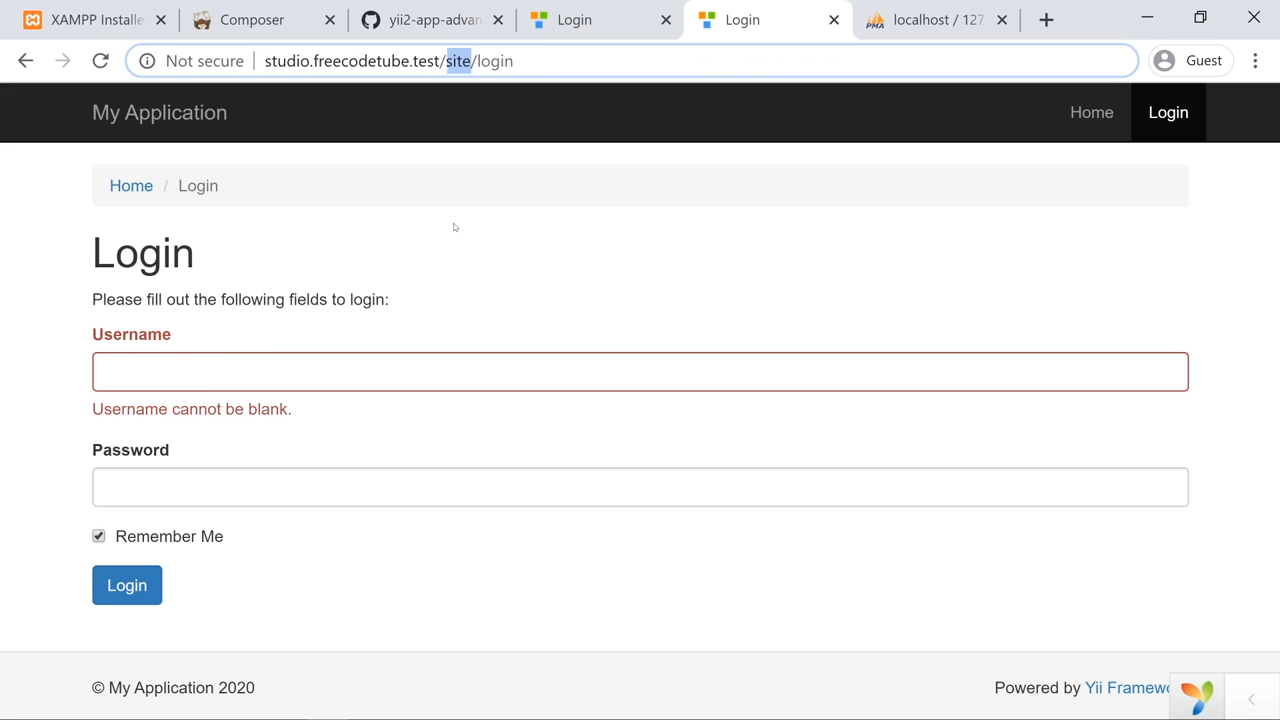 XAMPP Installe
Composer
yii2-app-advan
Login
Login
localhost / 127
Not secure
studio.freecodetube.test/site/login
Guest
My Application
Home
Login
Home / Login
Login
Please fill out the following fields to login:
Username
Username cannot be blank.
Password
Remember Me
Login
© My Application 2020
Powered by Yii Framewo